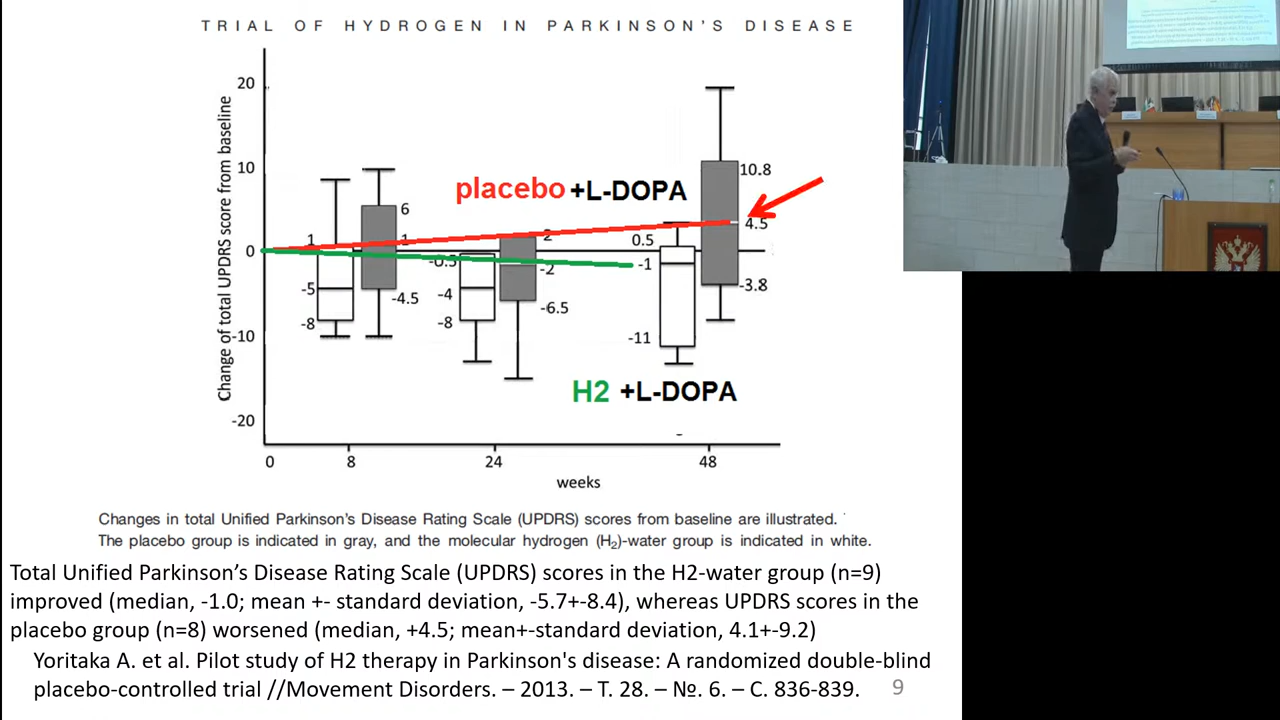 TRIAL OF HYDROGEN IN PARKINSON'S DISEASE
Change of total UPDRS score from baseline
20
10
0
-10
-20
1
-5
-8
6
1
-4.5
-0.5
-4
-8
2
-2
-6.5
0.5
-1
-11
10.8
4.5
-3.8
placebo +L-DOPA
H2 +L-DOPA
0 8 24 48
weeks
Changes in total Unified Parkinson's Disease Rating Scale (UPDRS) scores from baseline are illustrated.
The placebo group is indicated in gray, and the molecular hydrogen (H₂)-water group is indicated in white.
Total Unified Parkinson's Disease Rating Scale (UPDRS) scores in the H2-water group (n=9)
improved (median, -1.0; mean +- standard deviation, -5.7+-8.4), whereas UPDRS scores in the
placebo group (n=8) worsened (median, +4.5; mean+-standard deviation, 4.1+-9.2)
Yoritaka A. et al. Pilot study of H2 therapy in Parkinson's disease: A randomized double-blind
placebo-controlled trial //Movement Disorders. – 2013. – T. 28. – №. 6. – C. 836-839.
9